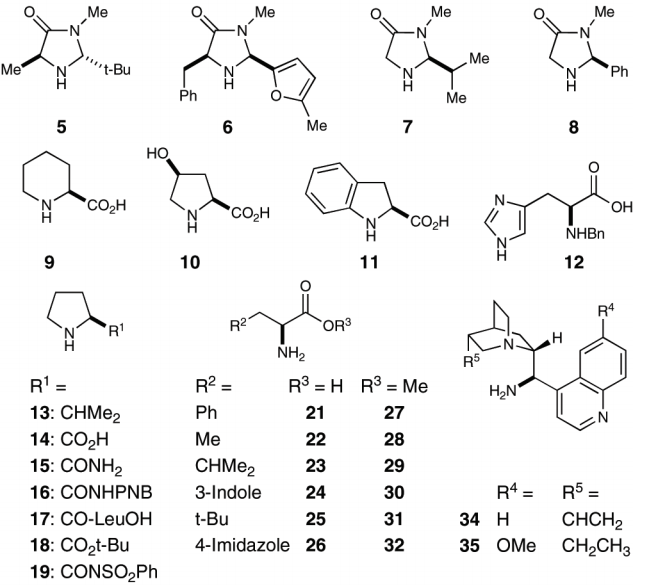 O N Me Me N H t-Bu 5
O N Me Ph N H O Me 6
O N Me N H Me Me 7
O N Me N H Ph 8
N H CO2H 9
HO N H CO2H 10
N H CO2H 11
N N H O OH NHBn 12
N H R1
R2 O OR3 NH2
R4 N H R5 H2N N
R1 =
13: CHMe2
14: CO2H
15: CONH2
16: CONHPNB
17: CO-LeuOH
18: CO2t-Bu
19: CONSO2Ph
R2 = R3 = H R3 = Me
Ph 21 27
Me 22 28
CHMe2 23 29
3-Indole 24 30
t-Bu 25 31
4-Imidazole 26 32
R4 = R5 =
34 H CHCH2
35 OMe CH2CH3